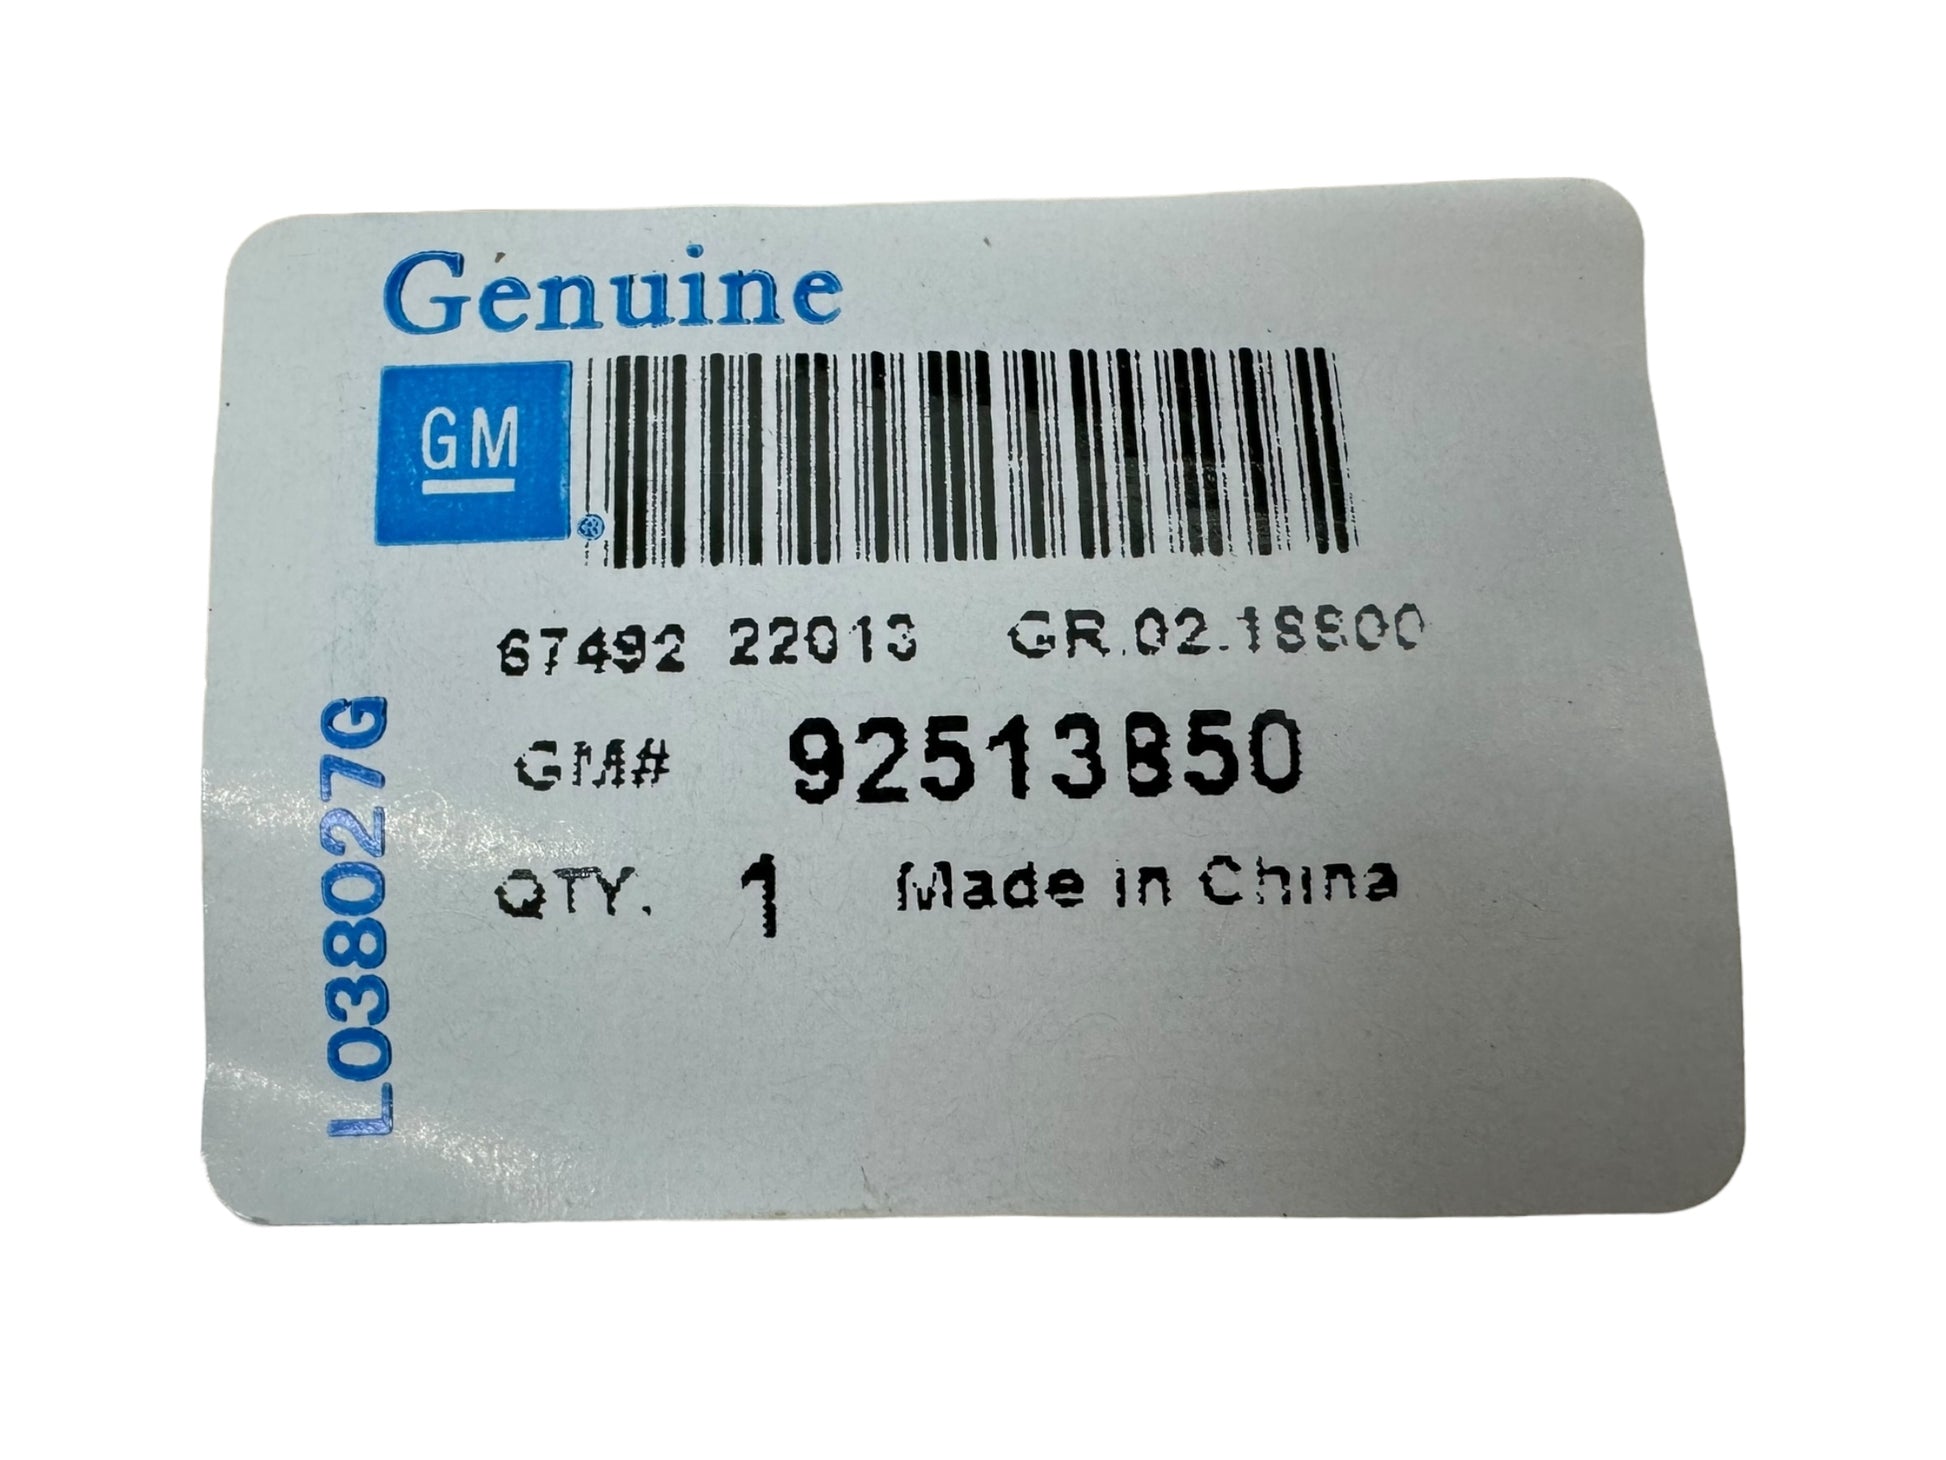 Genuine
GM
®
67492 22013 GR.02.18800
GM# 92513850
QTY. 1 Made in China
L038027G